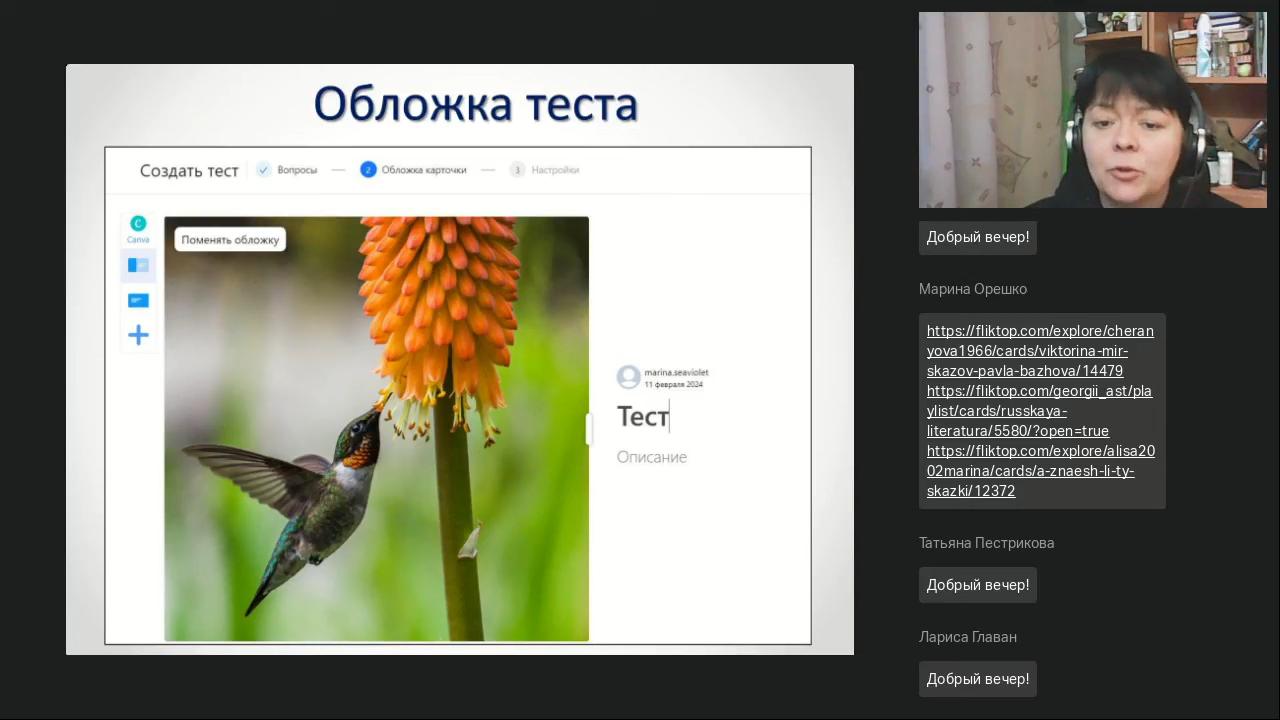 Обложка теста
Создать тест
Вопросы
2
Обложка карточки
3
Настройки
C
Canva
Поменять обложку
marina.seaviolet
11 февраля 2024
Тест
Описание
Добрый вечер!
Марина Орешко
https://fliktop.com/explore/cheran
yova1966/cards/viktorina-mir-
skazov-pavla-bazhova/14479
https://fliktop.com/georgii_ast/pla
ylist/cards/russkaya-
literatura/5580/?open=true
https://fliktop.com/explore/alisa20
02marina/cards/a-znaesh-li-ty-
skazki/12372
Татьяна Пестрикова
Добрый вечер!
Лариса Главан
Добрый вечер!